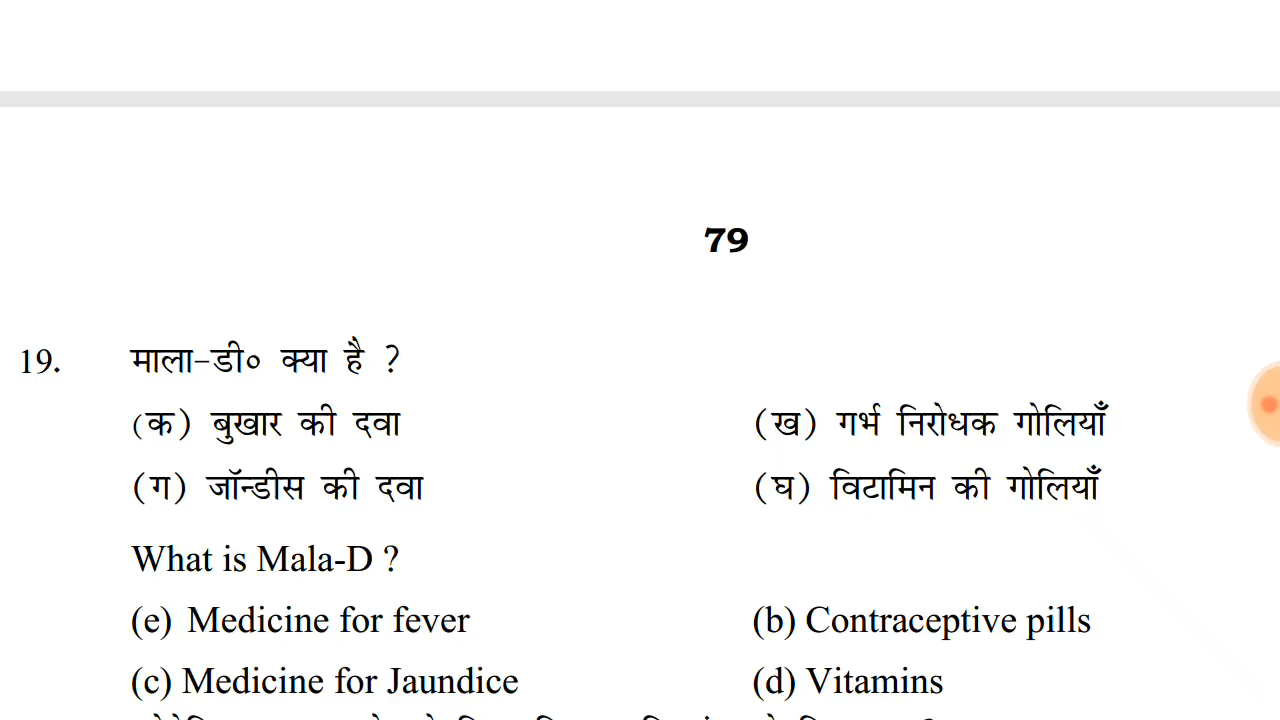 79
19. माला-डी० क्या है ?
(क) बुखार की दवा (ख) गर्भ निरोधक गोलियाँ
(ग) जॉन्डीस की दवा (घ) विटामिन की गोलियाँ
What is Mala-D ?
(e) Medicine for fever (b) Contraceptive pills
(c) Medicine for Jaundice (d) Vitamins